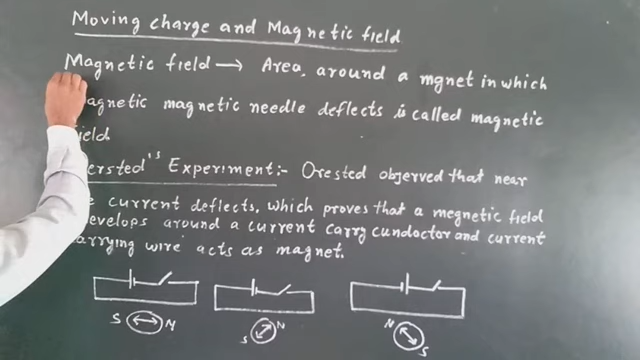 Moving charge and Magnetic field
Magnetic field → Area, around a mgnet in which
agnetic magnetic needle deflects is called magnetic
ield.
ersted's Experiment:- Orested observed that near
e current deflects, which proves that a megnetic field
evelops around a current carry cunductor and current
arrying wire acts as magnet.
S N S N N S